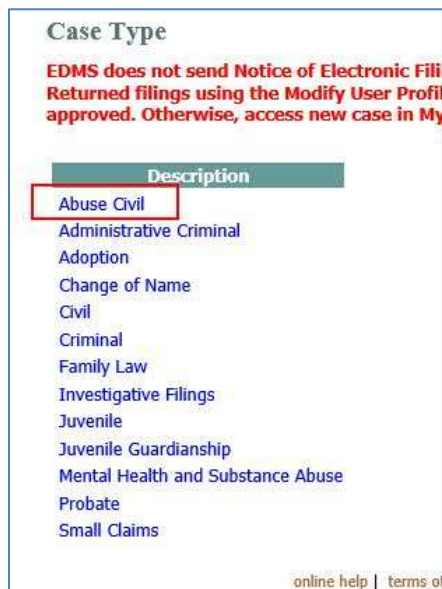 Case Type
EDMS does not send Notice of Electronic Fili
Returned filings using the Modify User Profil
approved. Otherwise, access new case in My
Description
Abuse Civil
Administrative Criminal
Adoption
Change of Name
Civil
Criminal
Family Law
Investigative Filings
Juvenile
Juvenile Guardianship
Mental Health and Substance Abuse
Probate
Small Claims
online help | terms of